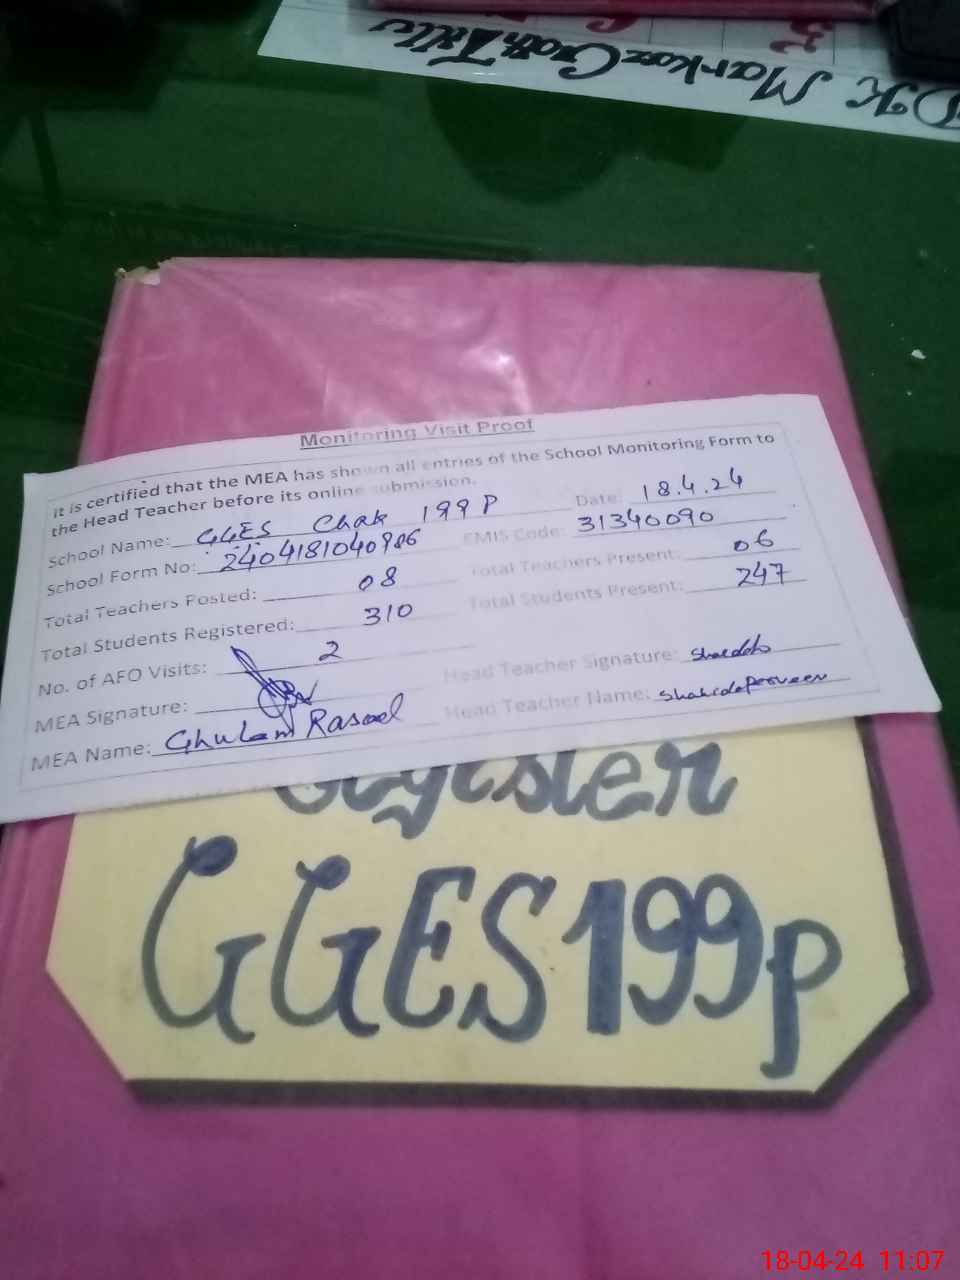 DK Markaz Goth
Monitoring Visit Proof
it is certified that the MEA has shown all entries of the School Monitoring Form to
the Head Teacher before its online submission.
School Name: GGES Chak 199 P Date: 18.4.24
School Form No: 2404181040986 EMIS Code: 31340090
Total Teachers Posted: 08 Total Teachers Present: 06
Total Students Registered: 310 Total Students Present: 247
No. of AFO Visits: 2
MEA Signature: Head Teacher Signature:
MEA Name: Ghulam Rasool Head Teacher Name: Shahida Perveen
Register
GGES 199p
18-04-24 11:07